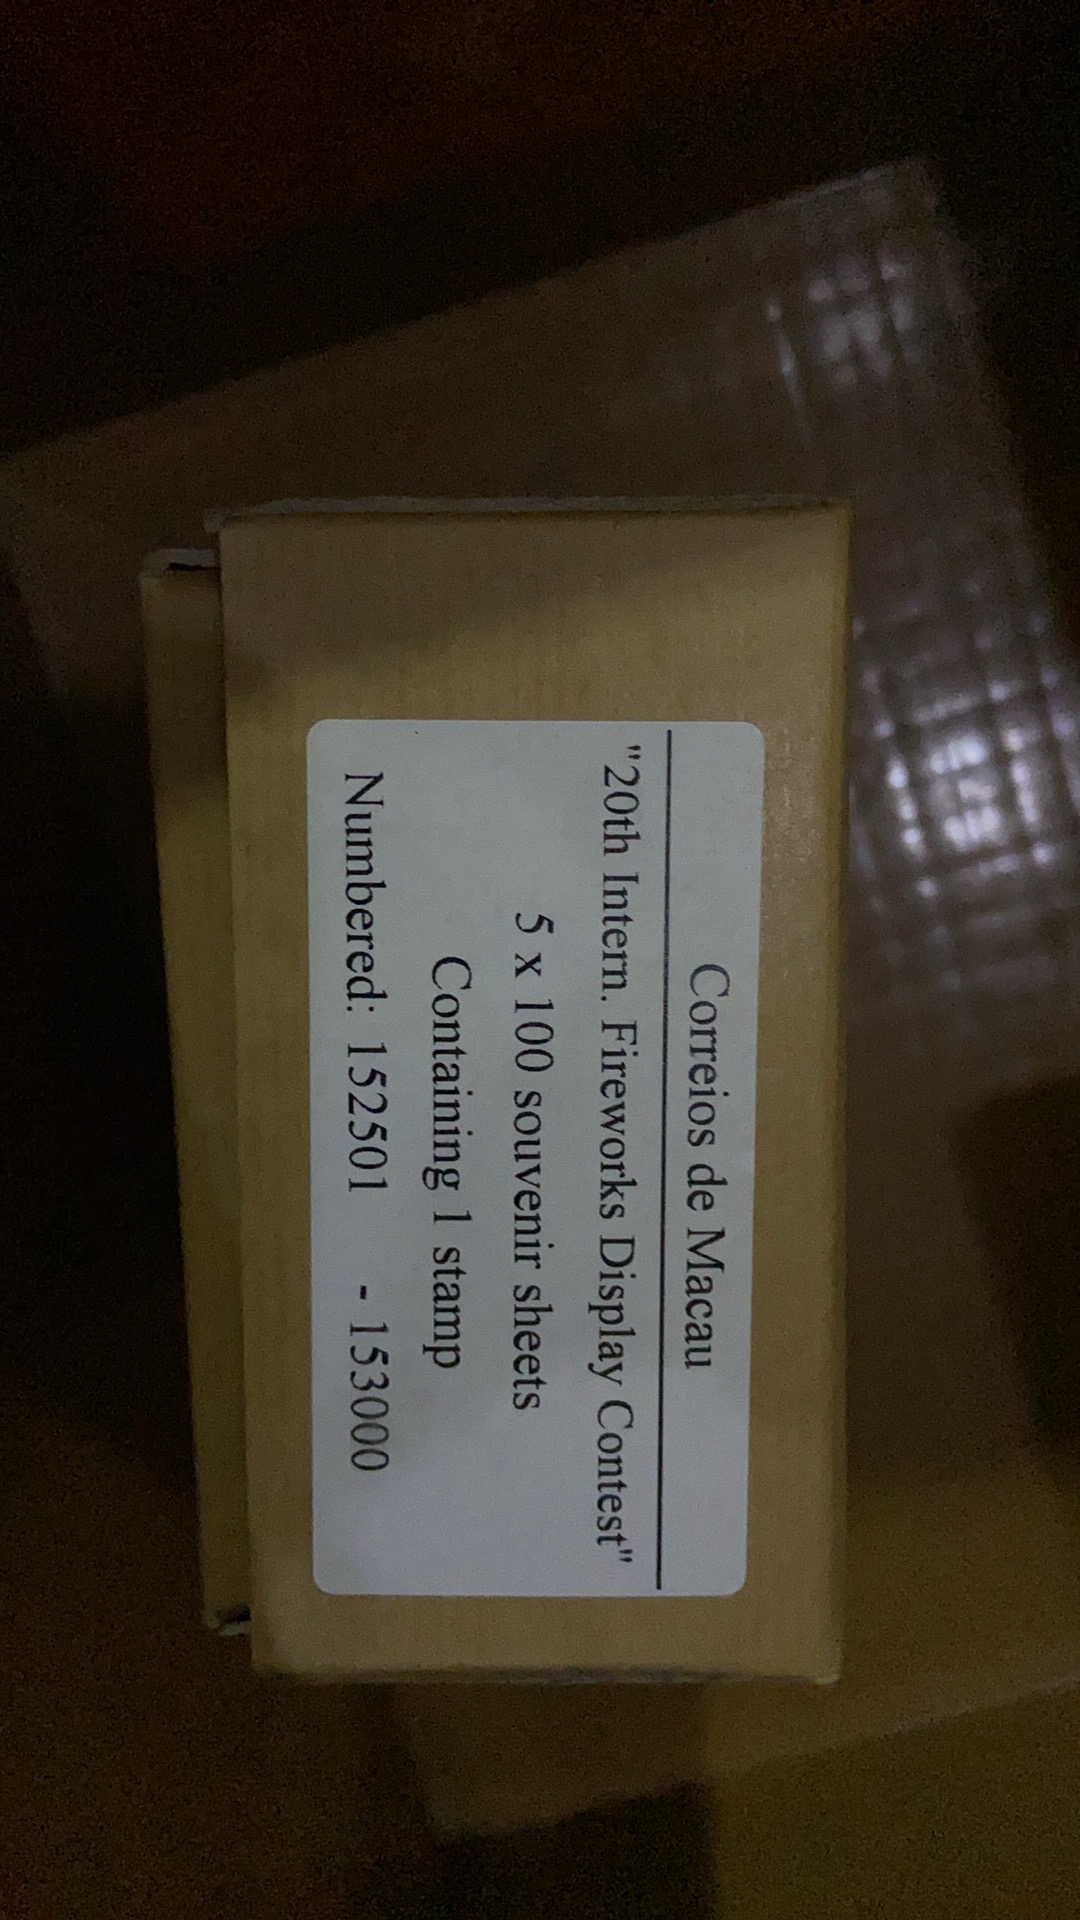 Correios de Macau
"20th Intern. Fireworks Display Contest"
5 x 100 souvenir sheets
Containing 1 stamp
Numbered: 152501 - 153000